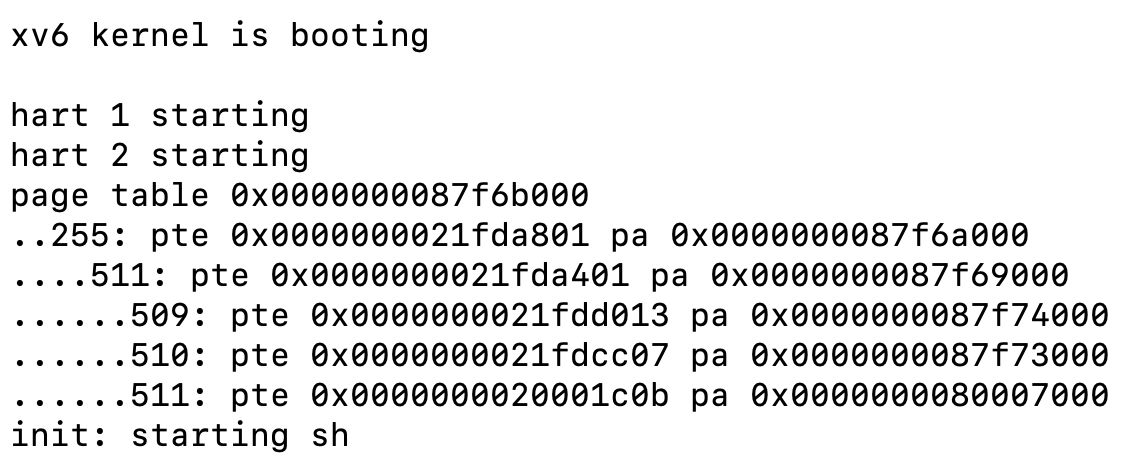 xv6 kernel is booting
hart 1 starting
hart 2 starting
page table 0x0000000087f6b000
..255: pte 0x0000000021fda801 pa 0x0000000087f6a000
....511: pte 0x0000000021fda401 pa 0x0000000087f69000
......509: pte 0x0000000021fdd013 pa 0x0000000087f74000
......510: pte 0x0000000021fdcc07 pa 0x0000000087f73000
......511: pte 0x0000000020001c0b pa 0x0000000080007000
init: starting sh